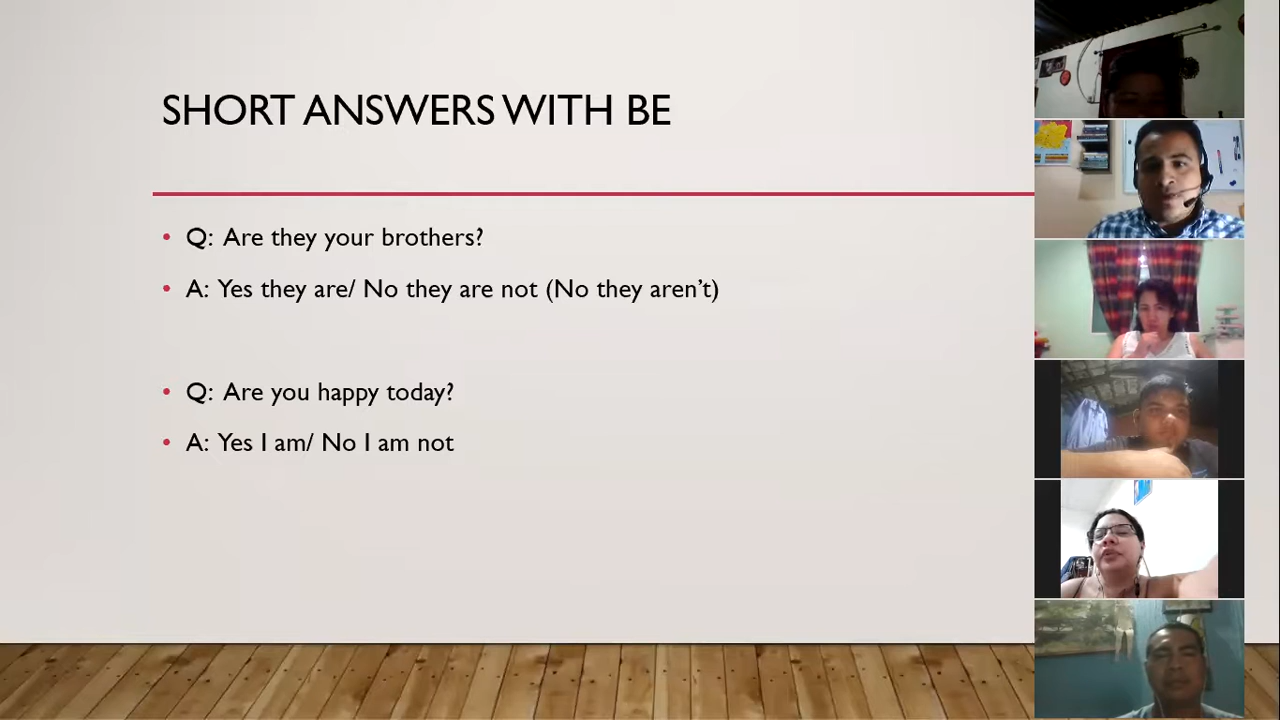 SHORT ANSWERS WITH BE
• Q: Are they your brothers?
• A: Yes they are/ No they are not (No they aren't)
• Q: Are you happy today?
• A: Yes I am/ No I am not